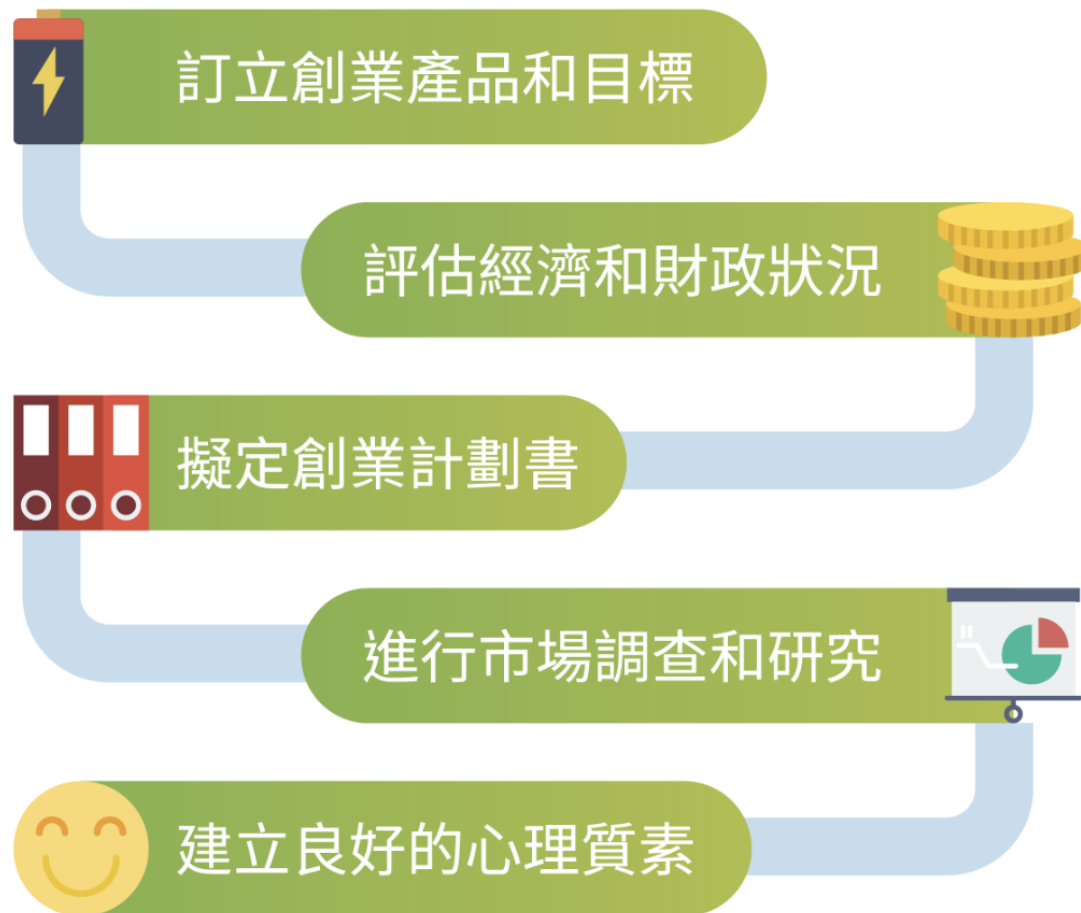 訂立創業產品和目標
評估經濟和財政狀況
擬定創業計劃書
進行市場調查和研究
建立良好的心理質素